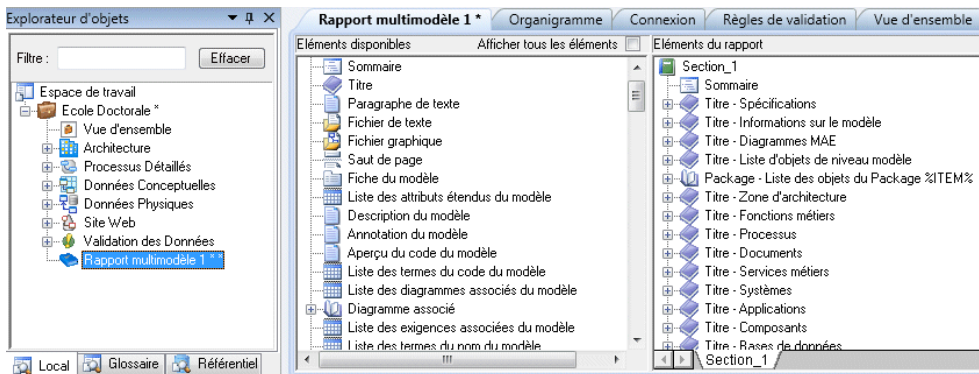 Explorateur d'objets
Filtre :
Effacer
Espace de travail
Ecole Doctorale *
Vue d'ensemble
Architecture
Processus Détaillés
Données Conceptuelles
Données Physiques
Site Web
Validation des Données
Rapport multimodèle 1 * *
Local
Glossaire
Référentiel
Rapport multimodèle 1 *
Organigramme
Connexion
Règles de validation
Vue d'ensemble
Eléments disponibles
Afficher tous les éléments
Sommaire
Titre
Paragraphe de texte
Fichier de texte
Fichier graphique
Saut de page
Fiche du modèle
Liste des attributs étendus du modèle
Description du modèle
Annotation du modèle
Aperçu du code du modèle
Liste des termes du code du modèle
Liste des diagrammes associés du modèle
Diagramme associé
Liste des exigences associées du modèle
Liste des termes du nom du modèle
Eléments du rapport
Section_1
Sommaire
Titre - Spécifications
Titre - Informations sur le modèle
Titre - Diagrammes MAE
Titre - Liste d'objets de niveau modèle
Package - Liste des objets du Package %ITEM%
Titre - Zone d'architecture
Titre - Fonctions métiers
Titre - Processus
Titre - Documents
Titre - Services métiers
Titre - Systèmes
Titre - Applications
Titre - Composants
Titre - Bases de données
Section_1